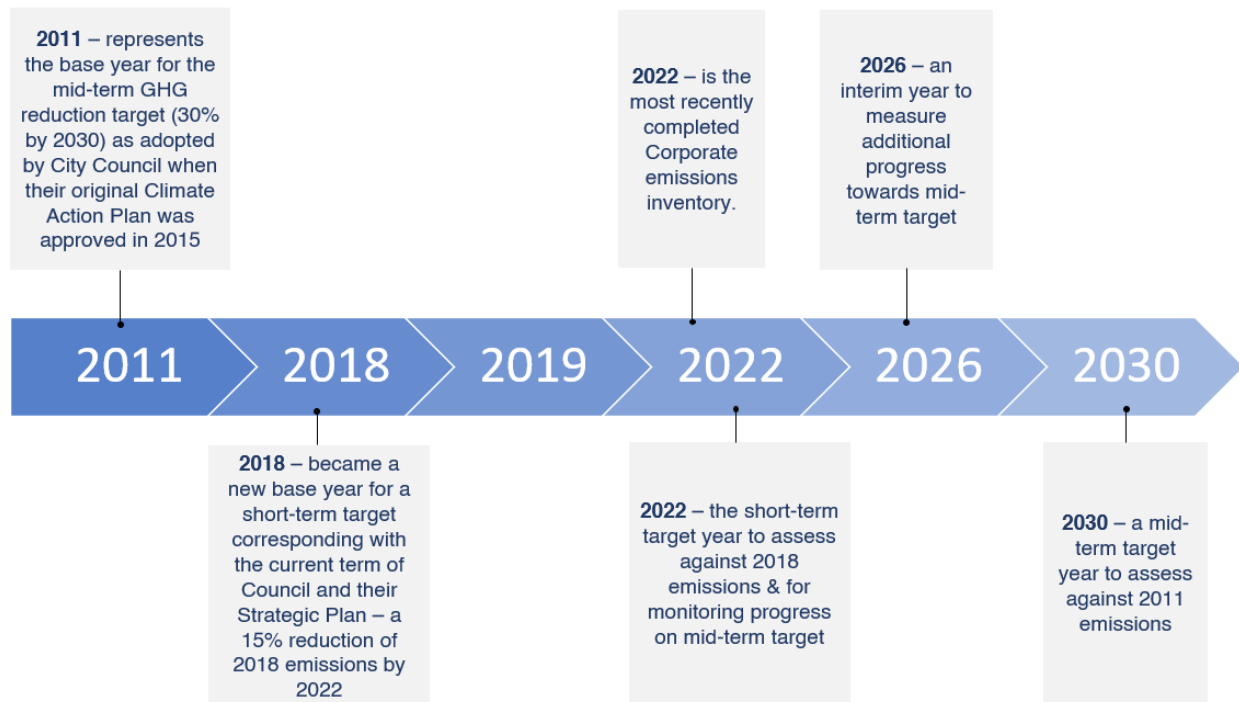 2011 – represents
the base year for the
mid-term GHG
reduction target (30%
by 2030) as adopted
by City Council when
their original Climate
Action Plan was
approved in 2015
2022 – is the
most recently
completed
Corporate
emissions
inventory.
2026 – an
interim year to
measure
additional
progress
towards mid-
term target
2011
2018
2019
2022
2026
2030
2018 – became a
new base year for a
short-term target
corresponding with
the current term of
Council and their
Strategic Plan – a
15% reduction of
2018 emissions by
2022
2022 – the short-term
target year to assess
against 2018
emissions & for
monitoring progress
on mid-term target
2030 – a mid-
term target
year to assess
against 2011
emissions